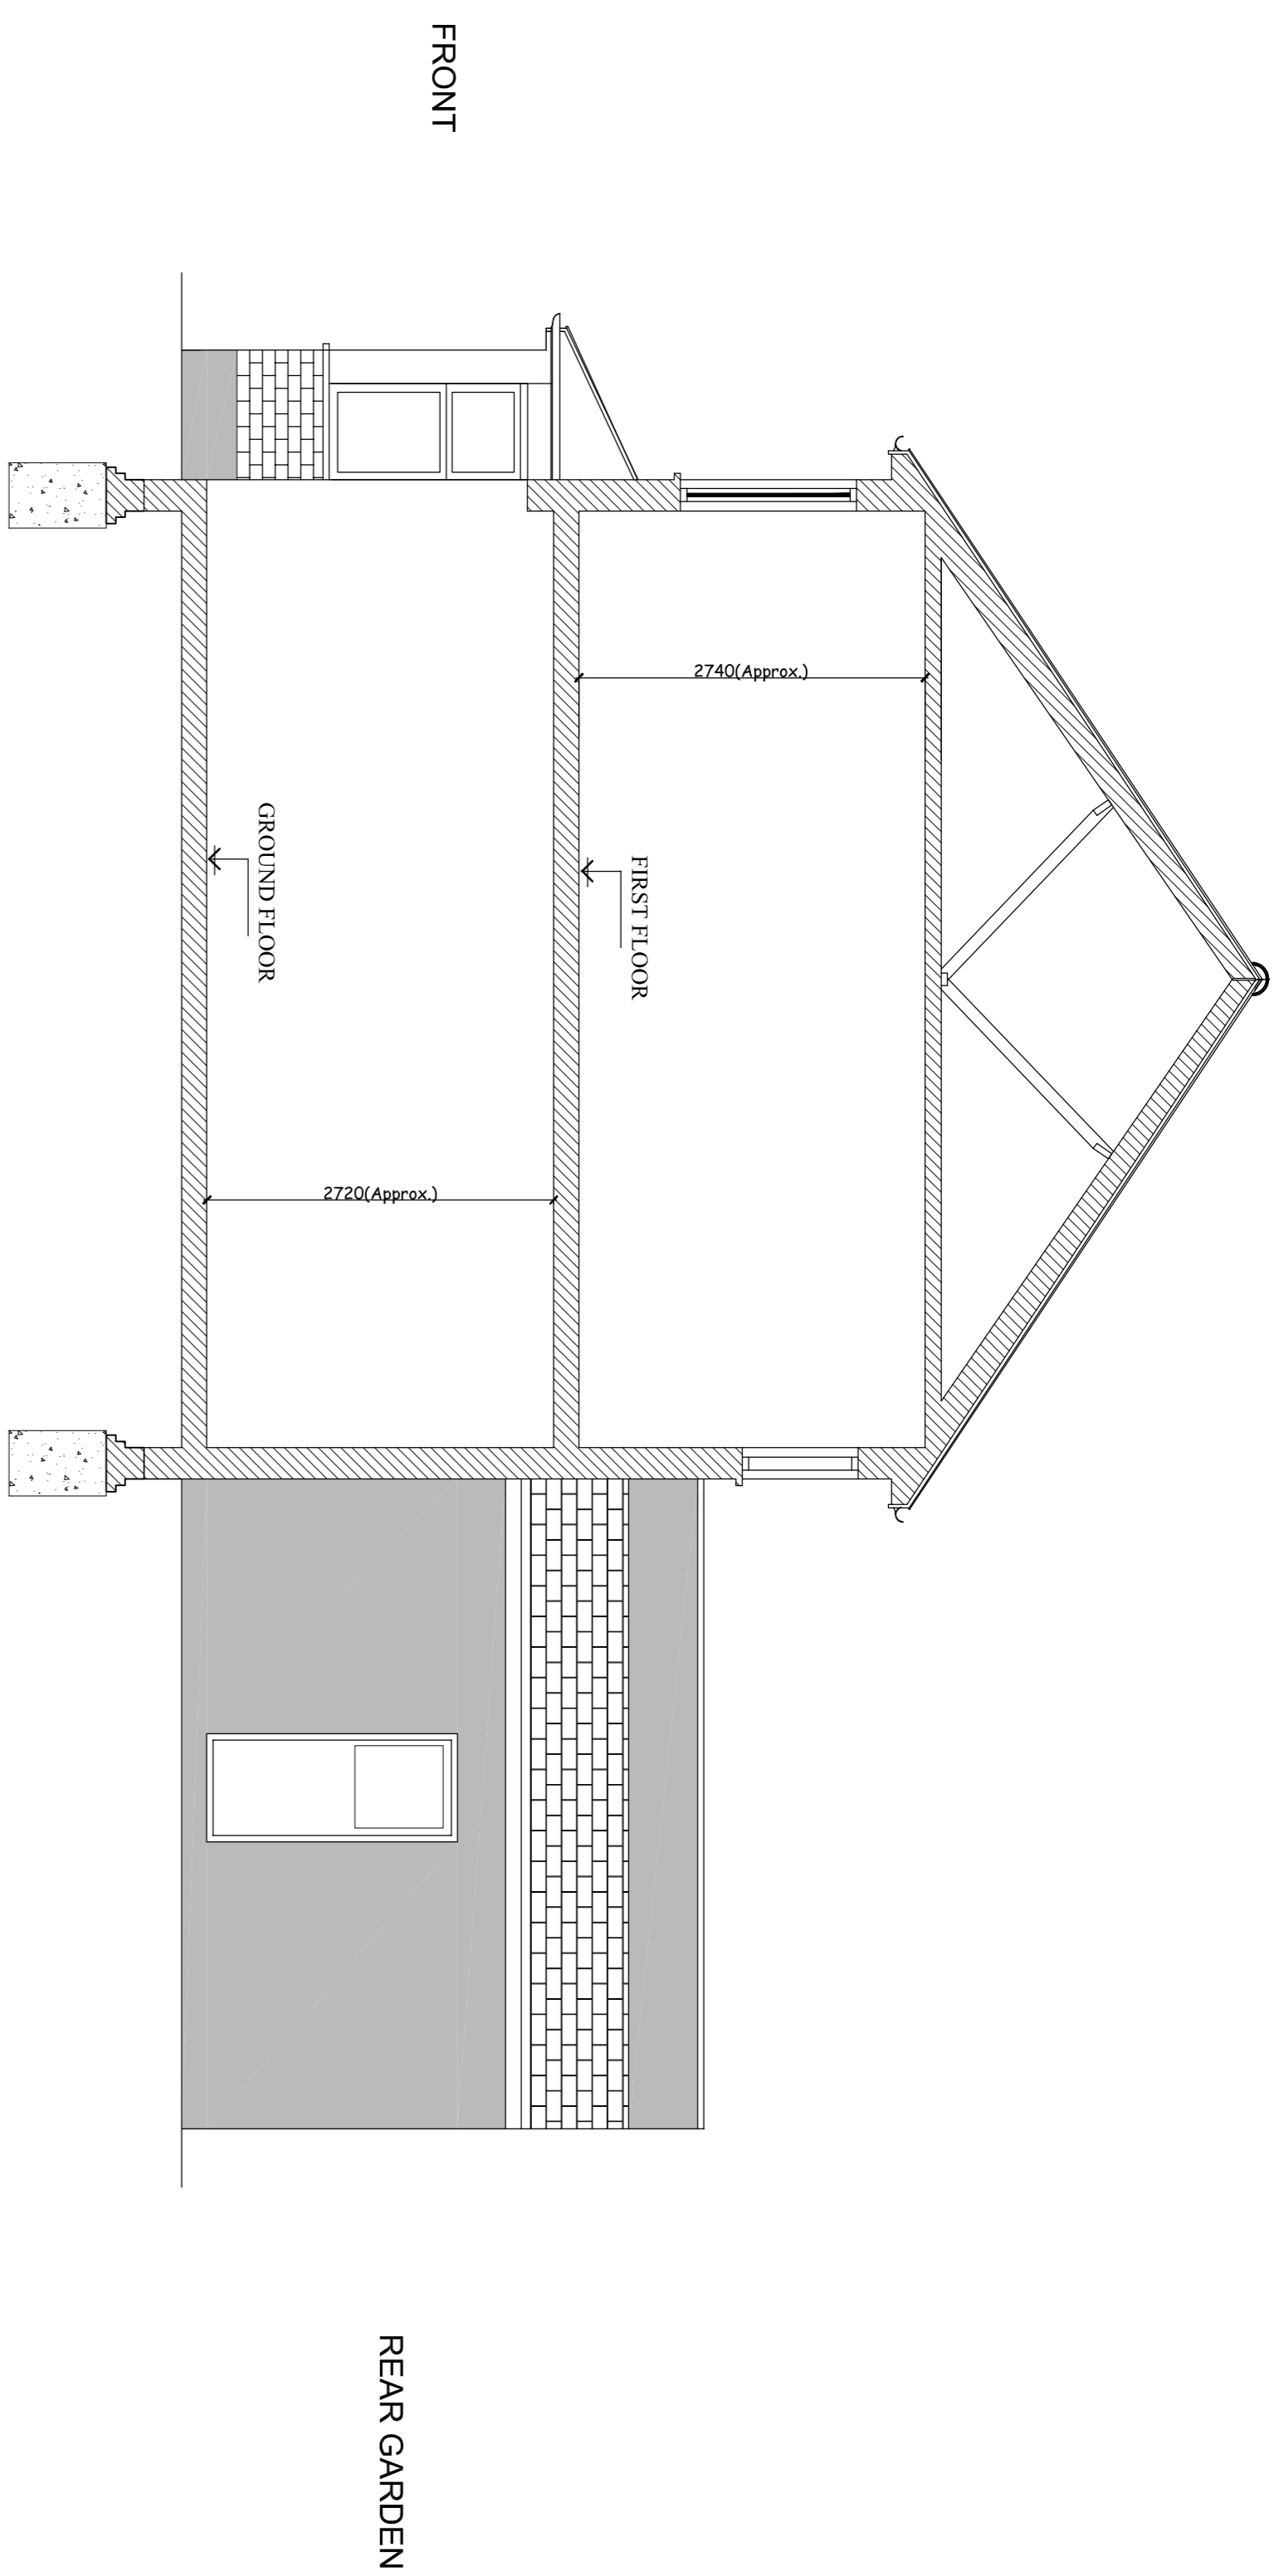 FRONT
2740(Approx.)
FIRST FLOOR
GROUND FLOOR
2720(Approx.)
REAR GARDEN